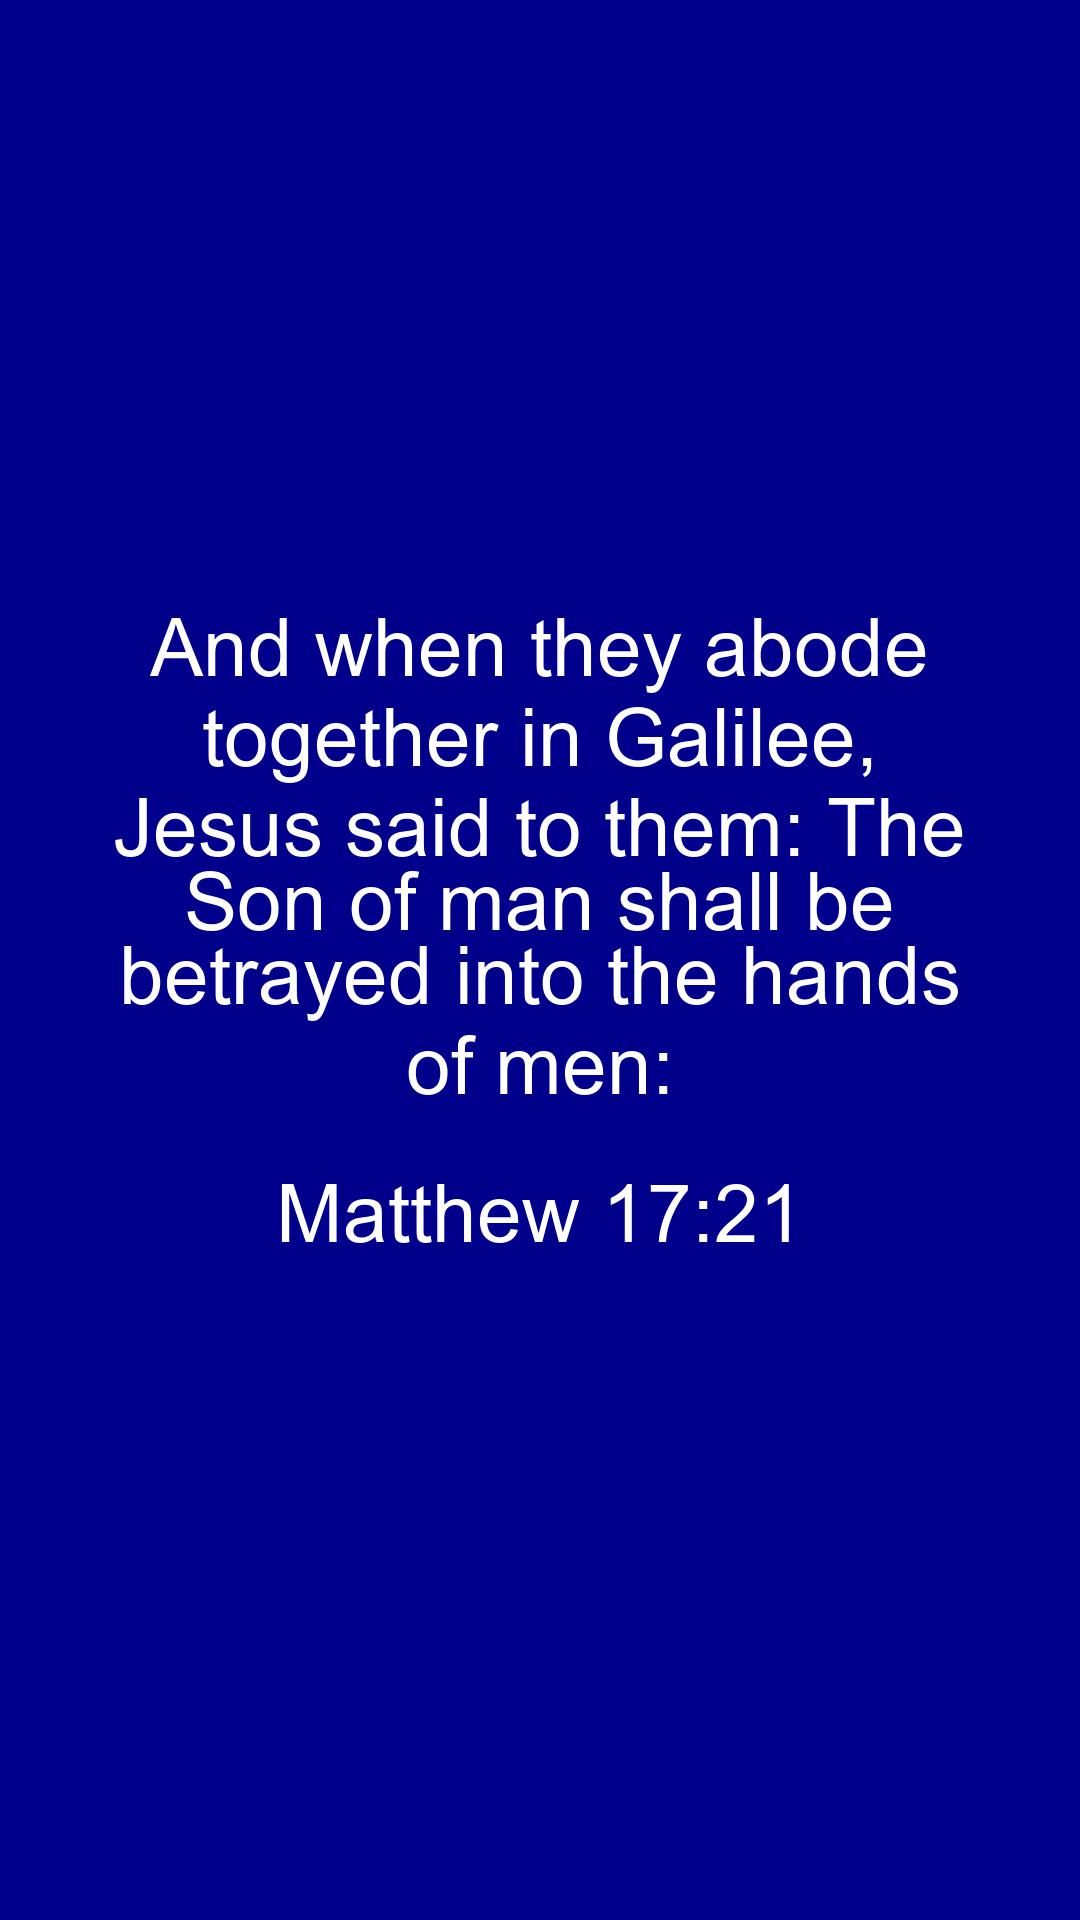 And when they abode
together in Galilee,
Jesus said to them: The
Son of man shall be
betrayed into the hands
of men:
Matthew 17:21